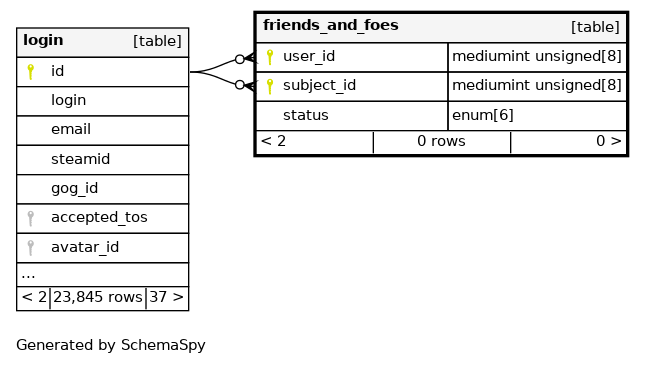 login [table]
id
login
email
steamid
gog_id
accepted_tos
avatar_id
...
< 2 23,845 rows 37 >
friends_and_foes [table]
user_id mediumint unsigned[8]
subject_id mediumint unsigned[8]
status enum[6]
< 2 0 rows 0 >
Generated by SchemaSpy